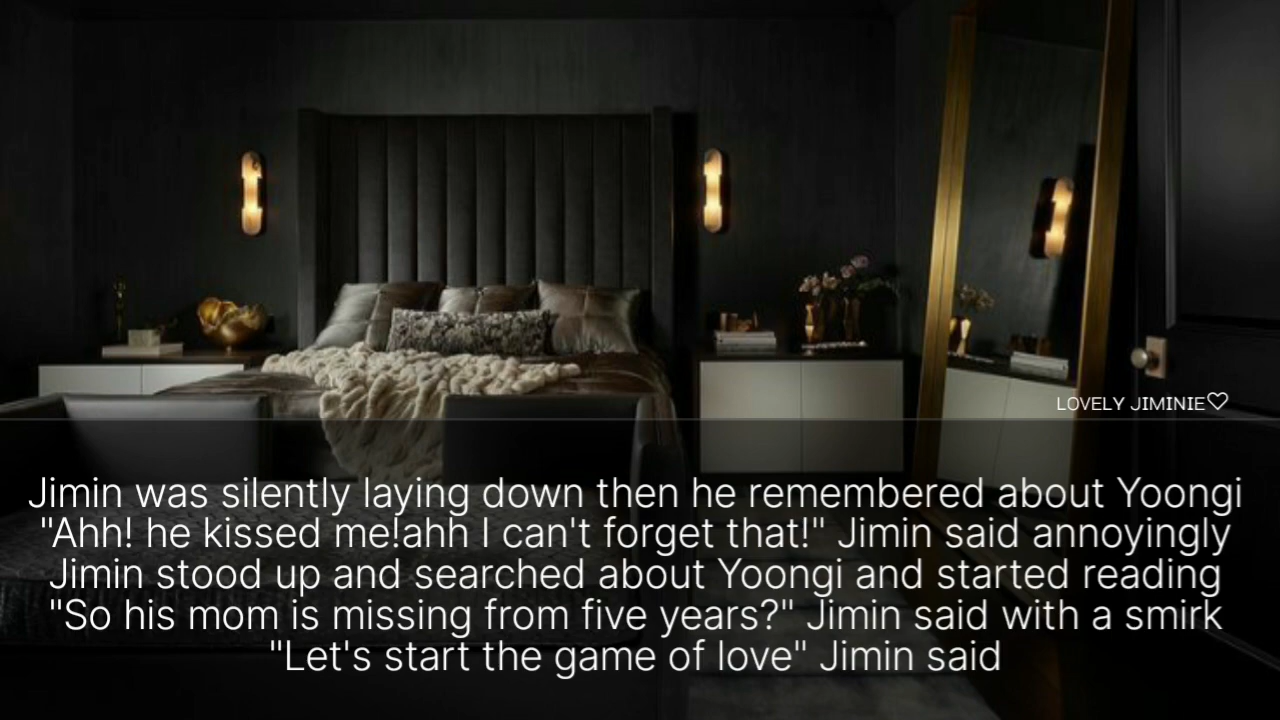 LOVELY JIMINIE♡
Jimin was silently laying down then he remembered about Yoongi
"Ahh! he kissed me!ahh I can't forget that!" Jimin said annoyingly
Jimin stood up and searched about Yoongi and started reading
"So his mom is missing from five years?" Jimin said with a smirk
"Let's start the game of love" Jimin said